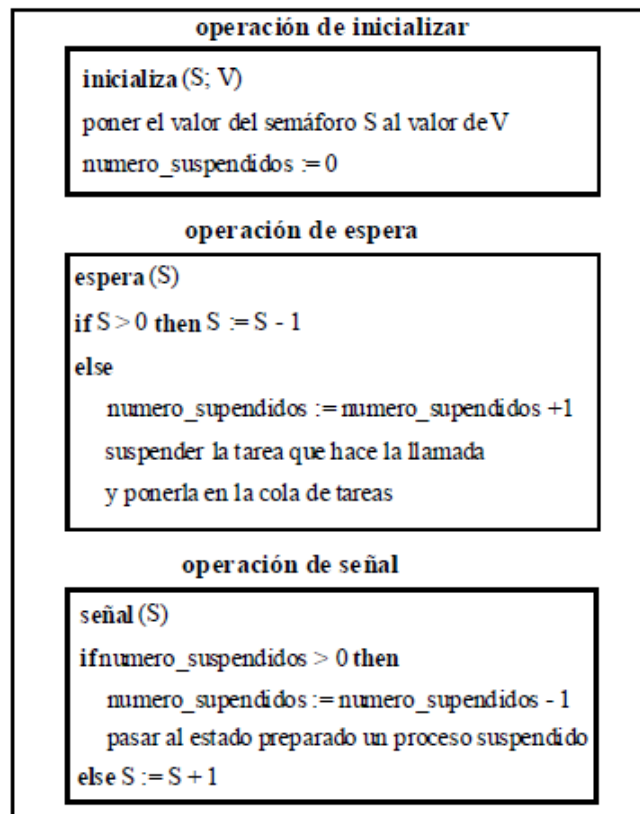 operación de inicializar
inicializa (S; V)
poner el valor del semáforo S al valor de V
numero_suspendidos := 0
operación de espera
espera (S)
if S > 0 then S := S - 1
else
numero_supendidos := numero_supendidos +1
suspender la tarea que hace la llamada
y ponerla en la cola de tareas
operación de señal
señal (S)
if numero_suspendidos > 0 then
numero_supendidos := numero_supendidos - 1
pasar al estado preparado un proceso suspendido
else S := S + 1